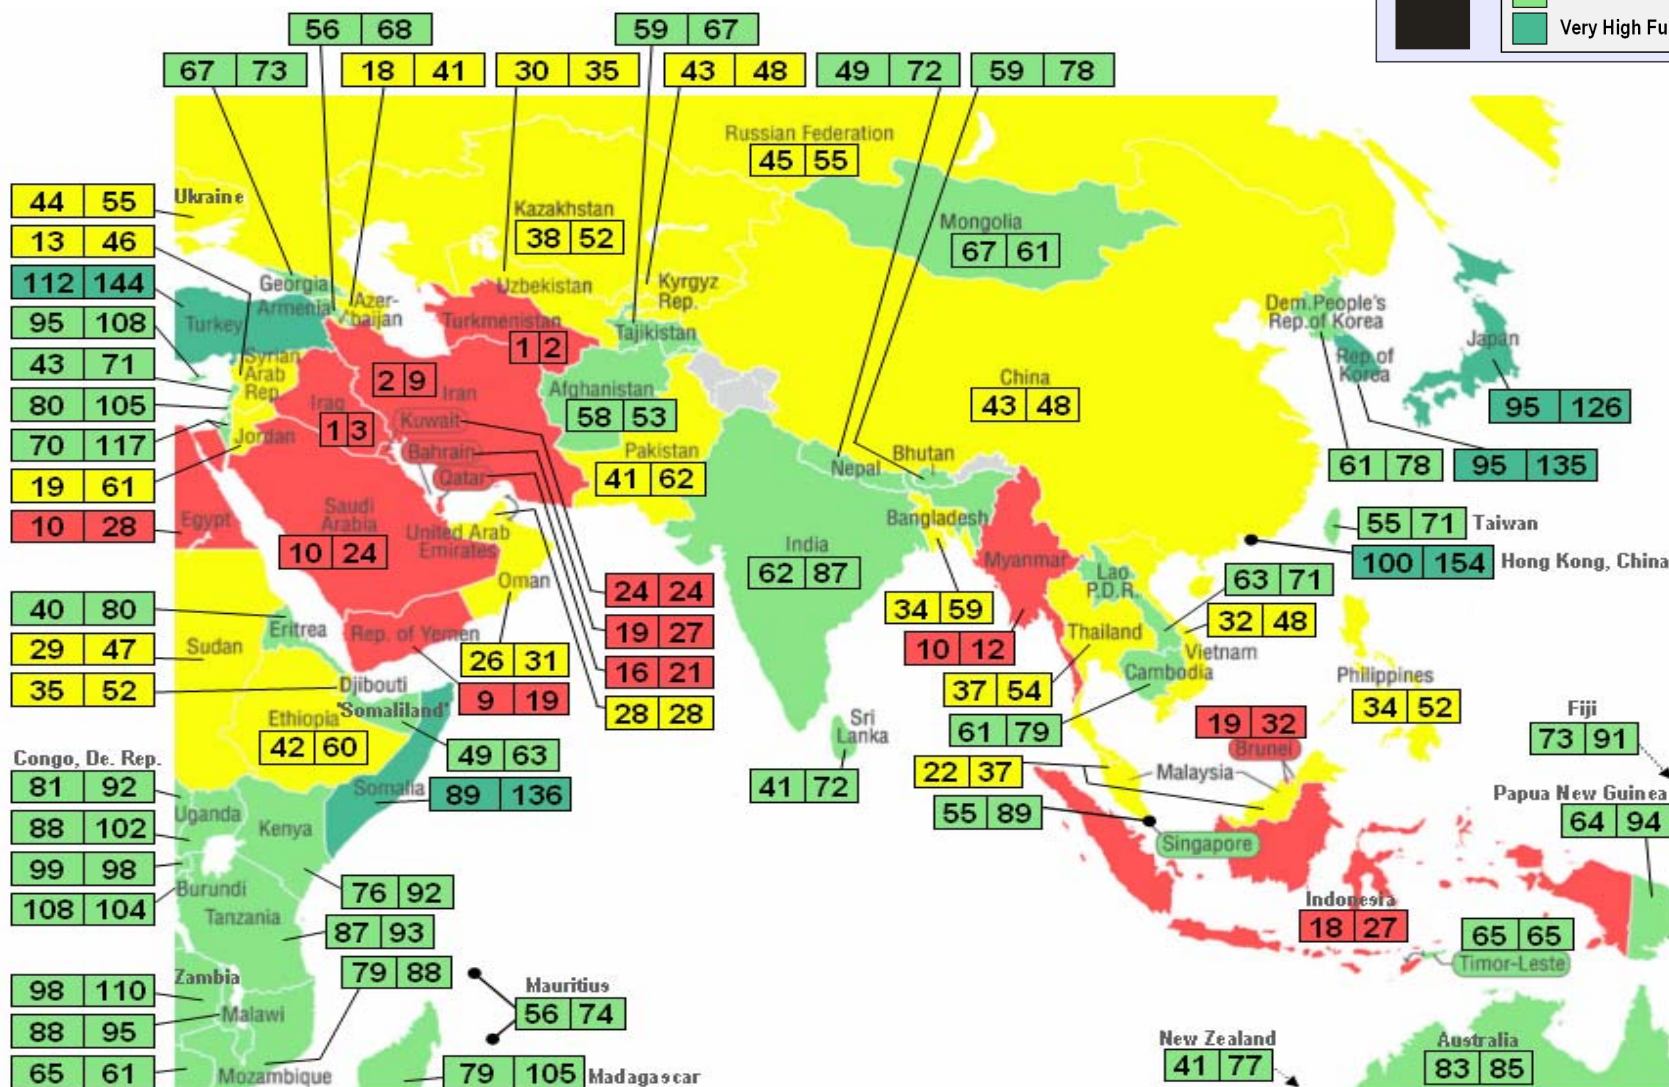 Very High Fu
56 68
59 67
67 73
18 41
30 35
43 48
49 72
59 78
Russian Federation
45 55
44 55
Ukraine
Kazakhstan
38 52
Mongolia
67 61
13 46
112 144
Georgia
Armenia
Azer-
baijan
Uzbekistan
Kyrgyz
Rep.
Dem.People's
Rep.of Korea
Turkey
Turkmenistan
1 2
Tajikistan
Rep.of
Korea
Japan
95 108
43 71
Syrian
Arab
Rep.
2 9
Iran
Afghanistan
58 53
China
43 48
95 126
80 105
Iraq
1 3
Kuwait
70 117
Jordan
Bahrain
Pakistan
41 62
Nepal
Bhutan
61 78
95 135
19 61
Qatar
10 28
Egypt
Saudi
Arabia
10 24
United Arab
Emirates
Bangladesh
55 71
Taiwan
India
62 87
Myanmar
100 154
Hong Kong, China
Oman
24 24
Lao
P.D.R.
63 71
40 80
Eritrea
Rep. of Yemen
19 27
34 59
Thailand
32 48
29 47
Sudan
26 31
16 21
10 12
Vietnam
35 52
Djibouti
9 19
28 28
37 54
Cambodia
Philippines
34 52
Ethiopia
42 60
"Somaliland"
49 63
Sri
Lanka
61 79
19 32
Brunei
Fiji
73 91
Congo, De. Rep.
81 92
Somalia
89 136
41 72
22 37
Malaysia
Papua New Guinea
64 94
Uganda
Kenya
55 89
Singapore
88 102
99 98
Burundi
76 92
Indonesia
18 27
108 104
Tanzania
87 93
65 65
Timor-Leste
Zambia
79 88
98 110
Malawi
Mauritius
56 74
88 95
New Zealand
41 77
Australia
83 85
65 61
Mozambique
79 105
Madagascar